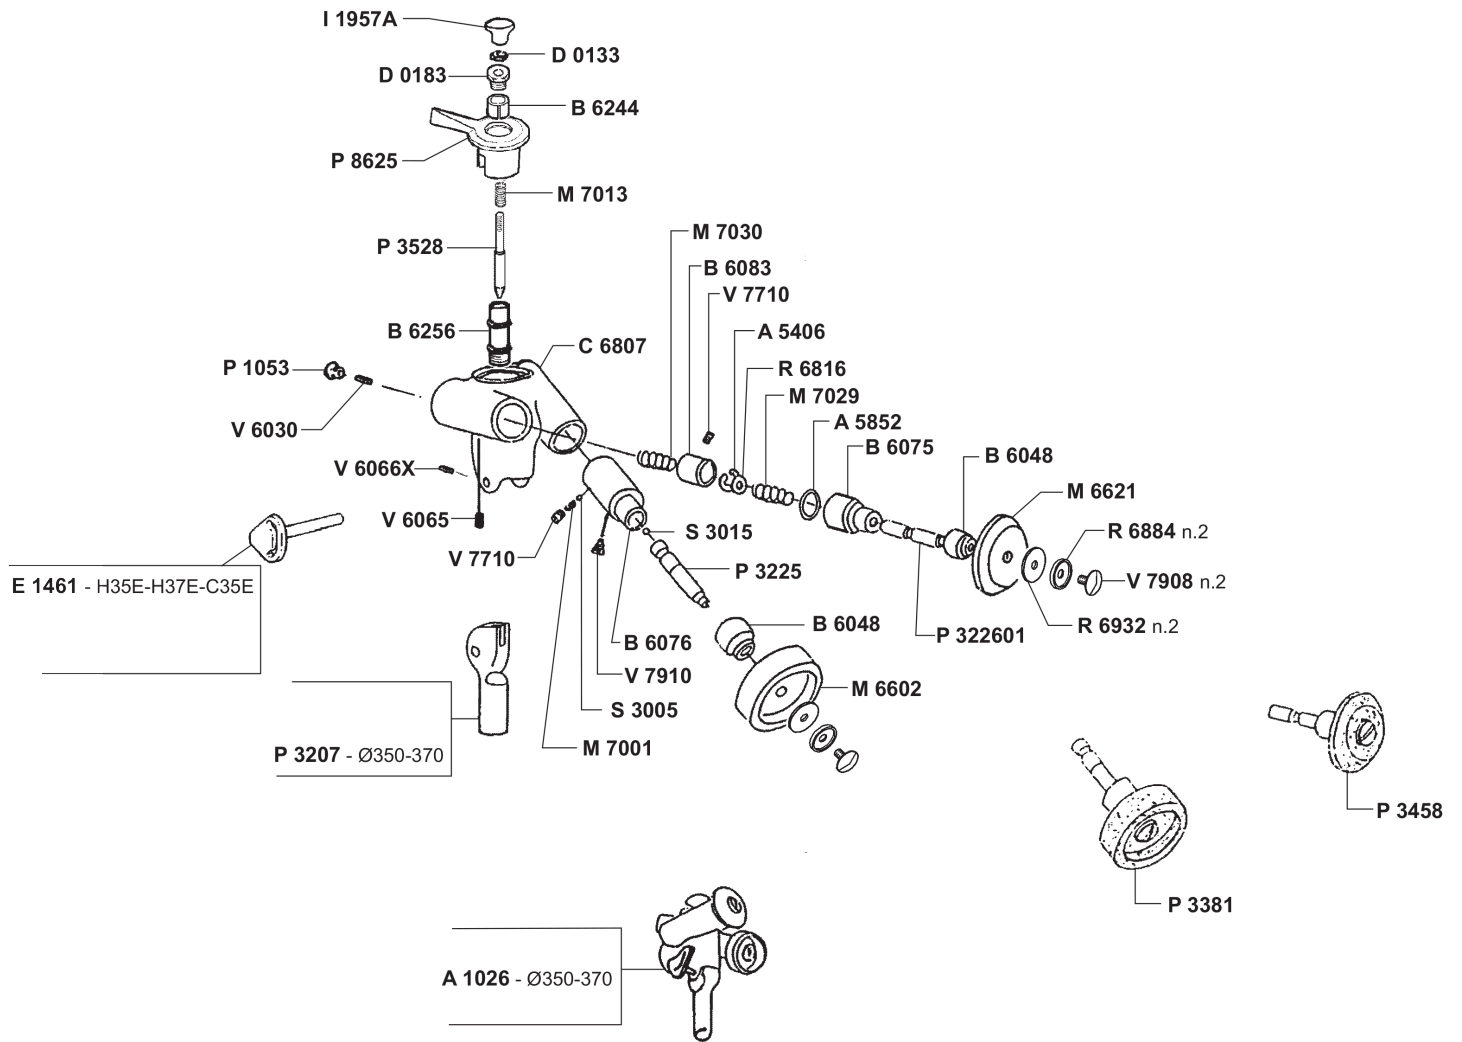 I 1957A
D 0133
D 0183
B 6244
P 8625
M 7013
P 3528
M 7030
B 6083
V 7710
B 6256
A 5406
C 6807
P 1053
R 6816
M 7029
A 5852
V 6030
B 6075
B 6048
V 6066X
M 6621
V 6065
R 6884 n.2
S 3015
V 7710
P 3225
E 1461 - H35E-H37E-C35E
V 7908 n.2
B 6048
R 6932 n.2
P 322601
B 6076
V 7910
M 6602
S 3005
M 7001
P 3207 - Ø350-370
P 3458
P 3381
A 1026 - Ø350-370